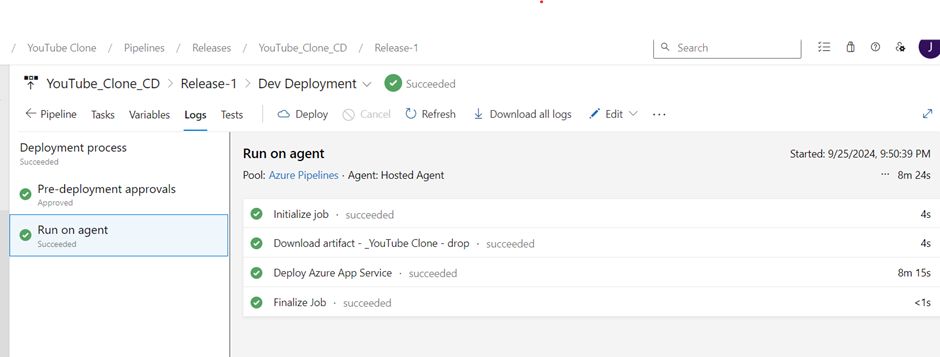 / YouTube Clone / Pipelines / Releases / YouTube_Clone_CD / Release-1
Search
J
YouTube_Clone_CD > Release-1 > Dev Deployment Succeeded
Pipeline Tasks Variables Logs Tests Deploy Cancel Refresh Download all logs Edit ...
Deployment process
Succeeded
Pre-deployment approvals
Approved
Run on agent
Succeeded
Run on agent Started: 9/25/2024, 9:50:39 PM
Pool: Azure Pipelines · Agent: Hosted Agent ... 8m 24s
Initialize job · succeeded 4s
Download artifact - _YouTube Clone - drop · succeeded 4s
Deploy Azure App Service · succeeded 8m 15s
Finalize Job · succeeded <1s